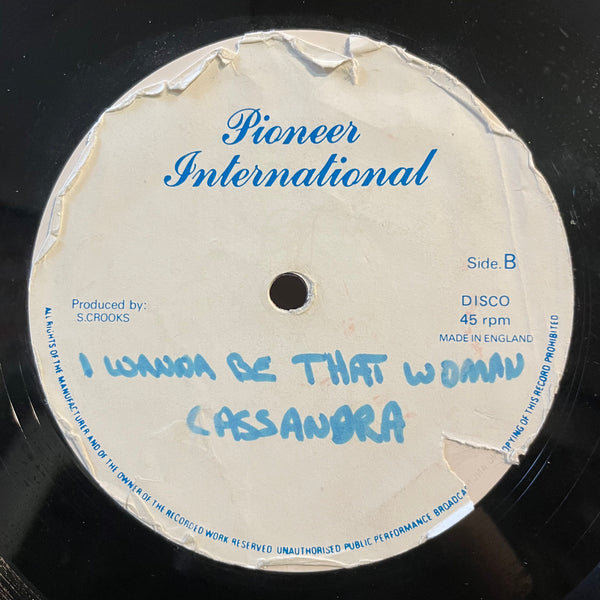 Pioneer
International
Side. B
Produced by:
S.CROOKS
DISCO
45 rpm
MADE IN ENGLAND
I WANNA BE THAT WOMAN
CASSANDRA
ALL RIGHTS OF THE MANUFACTURER AND OF THE OWNER OF THE RECORDED WORK RESERVED UNAUTHORISED PUBLIC PERFORMANCE BROADCA OPYING OF THIS RECORD PROHIBITED